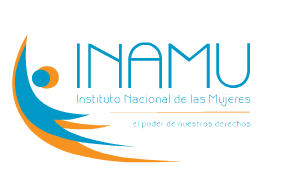 INAMU
Instituto Nacional de las Mujeres
el poder de nuestros derechos